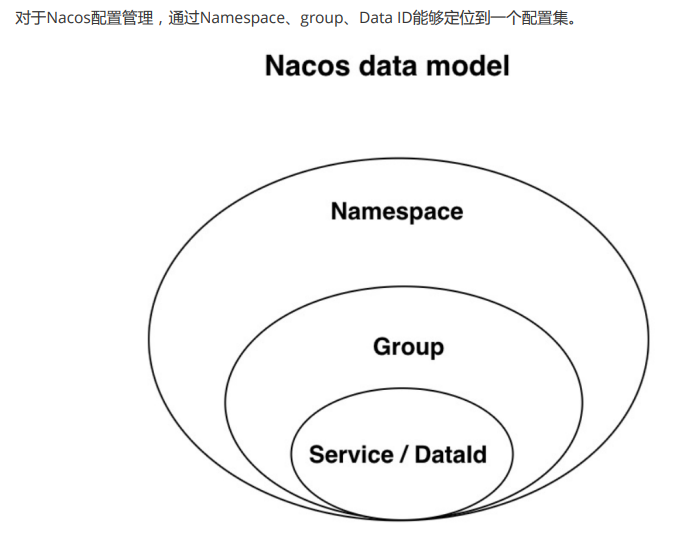 对于Nacos配置管理，通过Namespace、group、Data ID能够定位到一个配置集。
Nacos data model
Namespace
Group
Service / DataId